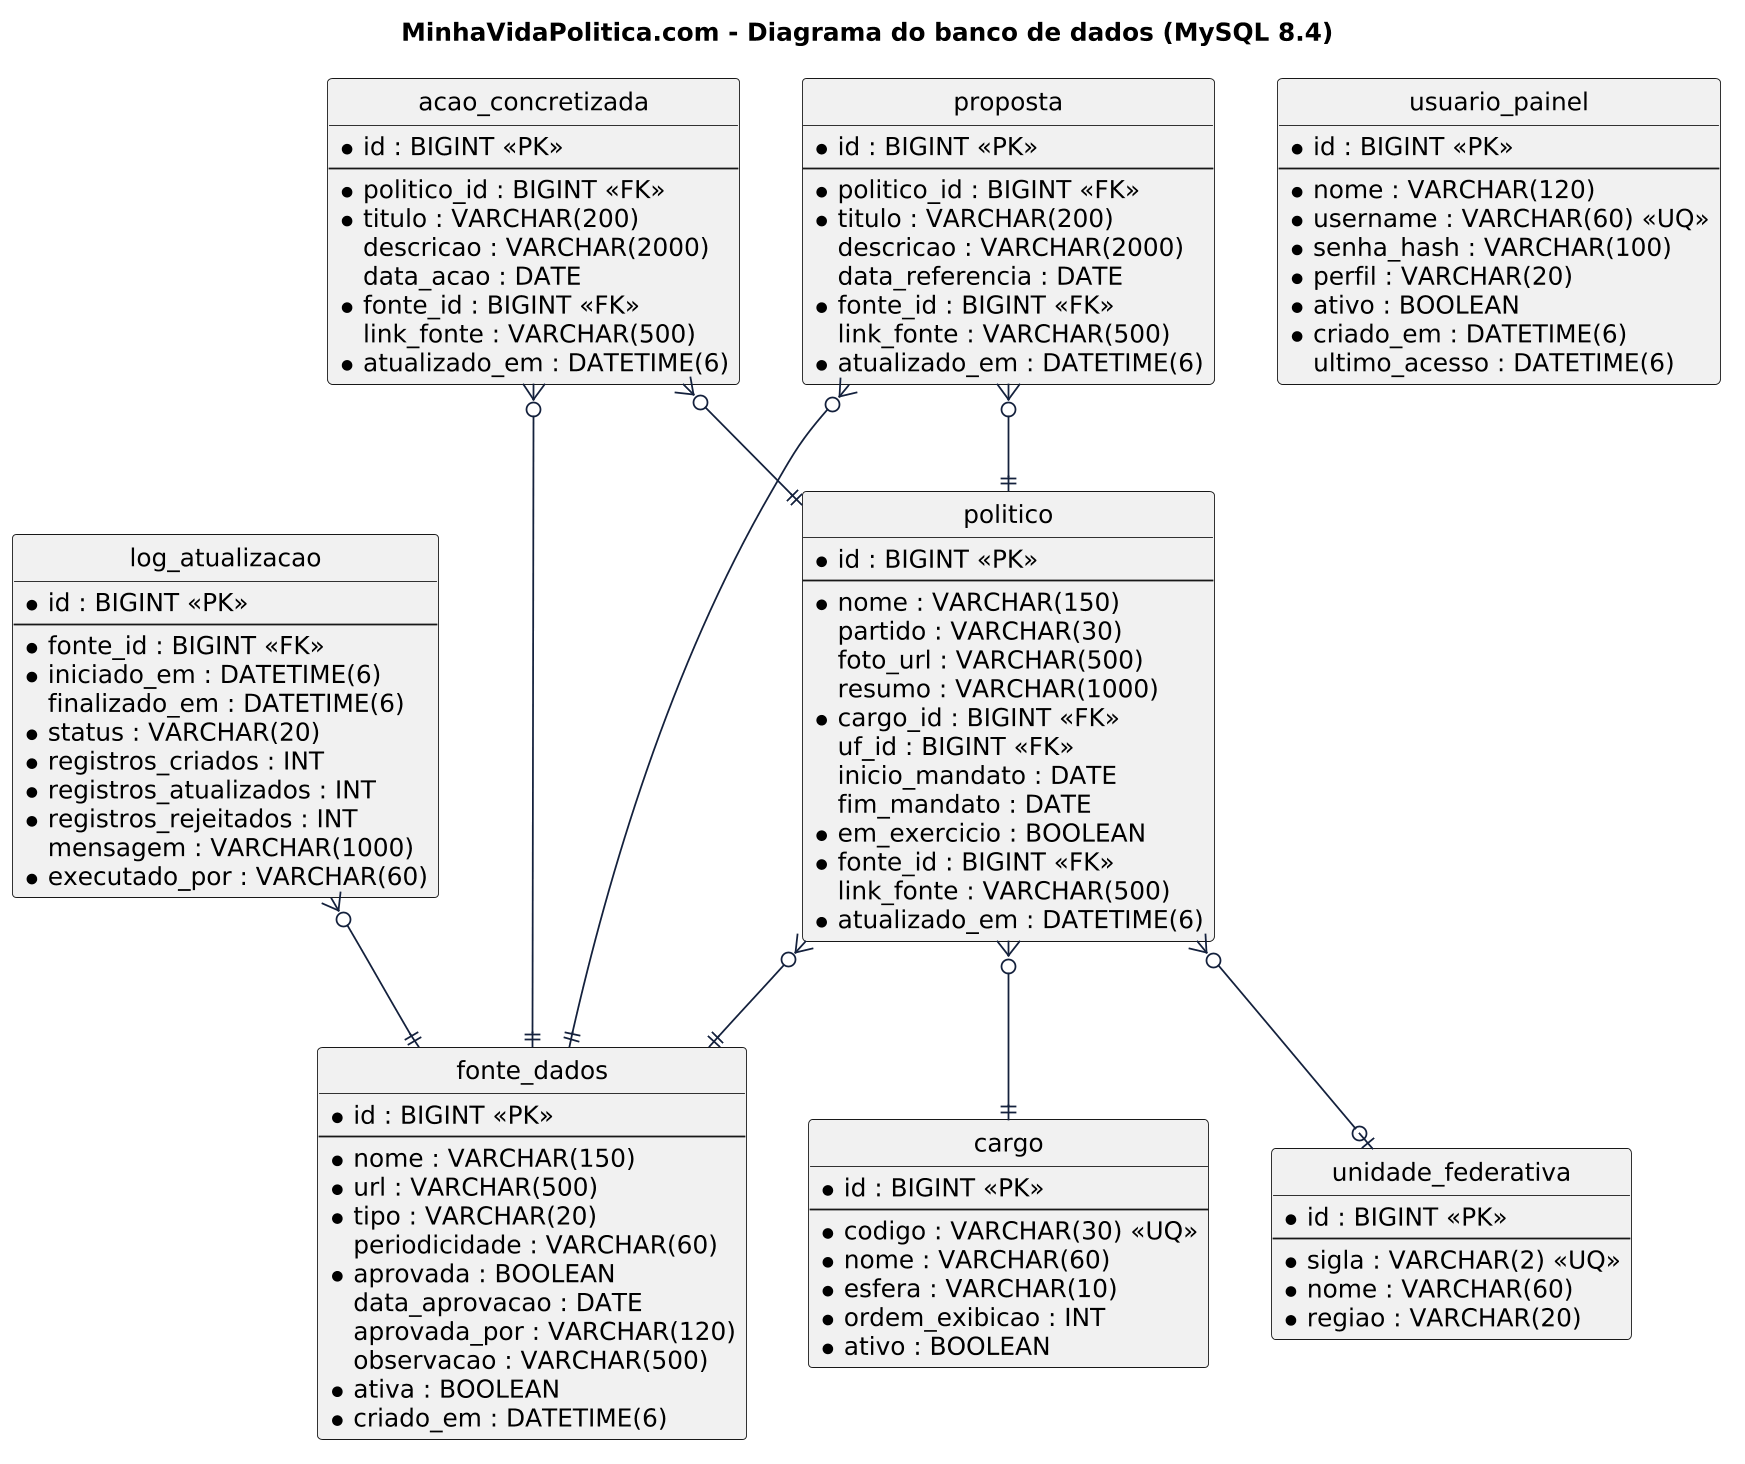 MinhaVidaPolitica.com - Diagrama do banco de dados (MySQL 8.4)
acao_concretizada
id : BIGINT «PK»
politico_id : BIGINT «FK»
titulo : VARCHAR(200)
descricao : VARCHAR(2000)
data_acao : DATE
fonte_id : BIGINT «FK»
link_fonte : VARCHAR(500)
atualizado_em : DATETIME(6)
proposta
id : BIGINT «PK»
politico_id : BIGINT «FK»
titulo : VARCHAR(200)
descricao : VARCHAR(2000)
data_referencia : DATE
fonte_id : BIGINT «FK»
link_fonte : VARCHAR(500)
atualizado_em : DATETIME(6)
usuario_painel
id : BIGINT «PK»
nome : VARCHAR(120)
username : VARCHAR(60) «UQ»
senha_hash : VARCHAR(100)
perfil : VARCHAR(20)
ativo : BOOLEAN
criado_em : DATETIME(6)
ultimo_acesso : DATETIME(6)
log_atualizacao
id : BIGINT «PK»
fonte_id : BIGINT «FK»
iniciado_em : DATETIME(6)
finalizado_em : DATETIME(6)
status : VARCHAR(20)
registros_criados : INT
registros_atualizados : INT
registros_rejeitados : INT
mensagem : VARCHAR(1000)
executado_por : VARCHAR(60)
politico
id : BIGINT «PK»
nome : VARCHAR(150)
partido : VARCHAR(30)
foto_url : VARCHAR(500)
resumo : VARCHAR(1000)
cargo_id : BIGINT «FK»
uf_id : BIGINT «FK»
inicio_mandato : DATE
fim_mandato : DATE
em_exercicio : BOOLEAN
fonte_id : BIGINT «FK»
link_fonte : VARCHAR(500)
atualizado_em : DATETIME(6)
fonte_dados
id : BIGINT «PK»
nome : VARCHAR(150)
url : VARCHAR(500)
tipo : VARCHAR(20)
periodicidade : VARCHAR(60)
aprovada : BOOLEAN
data_aprovacao : DATE
aprovada_por : VARCHAR(120)
observacao : VARCHAR(500)
ativa : BOOLEAN
criado_em : DATETIME(6)
cargo
id : BIGINT «PK»
codigo : VARCHAR(30) «UQ»
nome : VARCHAR(60)
esfera : VARCHAR(10)
ordem_exibicao : INT
ativo : BOOLEAN
unidade_federativa
id : BIGINT «PK»
sigla : VARCHAR(2) «UQ»
nome : VARCHAR(60)
regiao : VARCHAR(20)